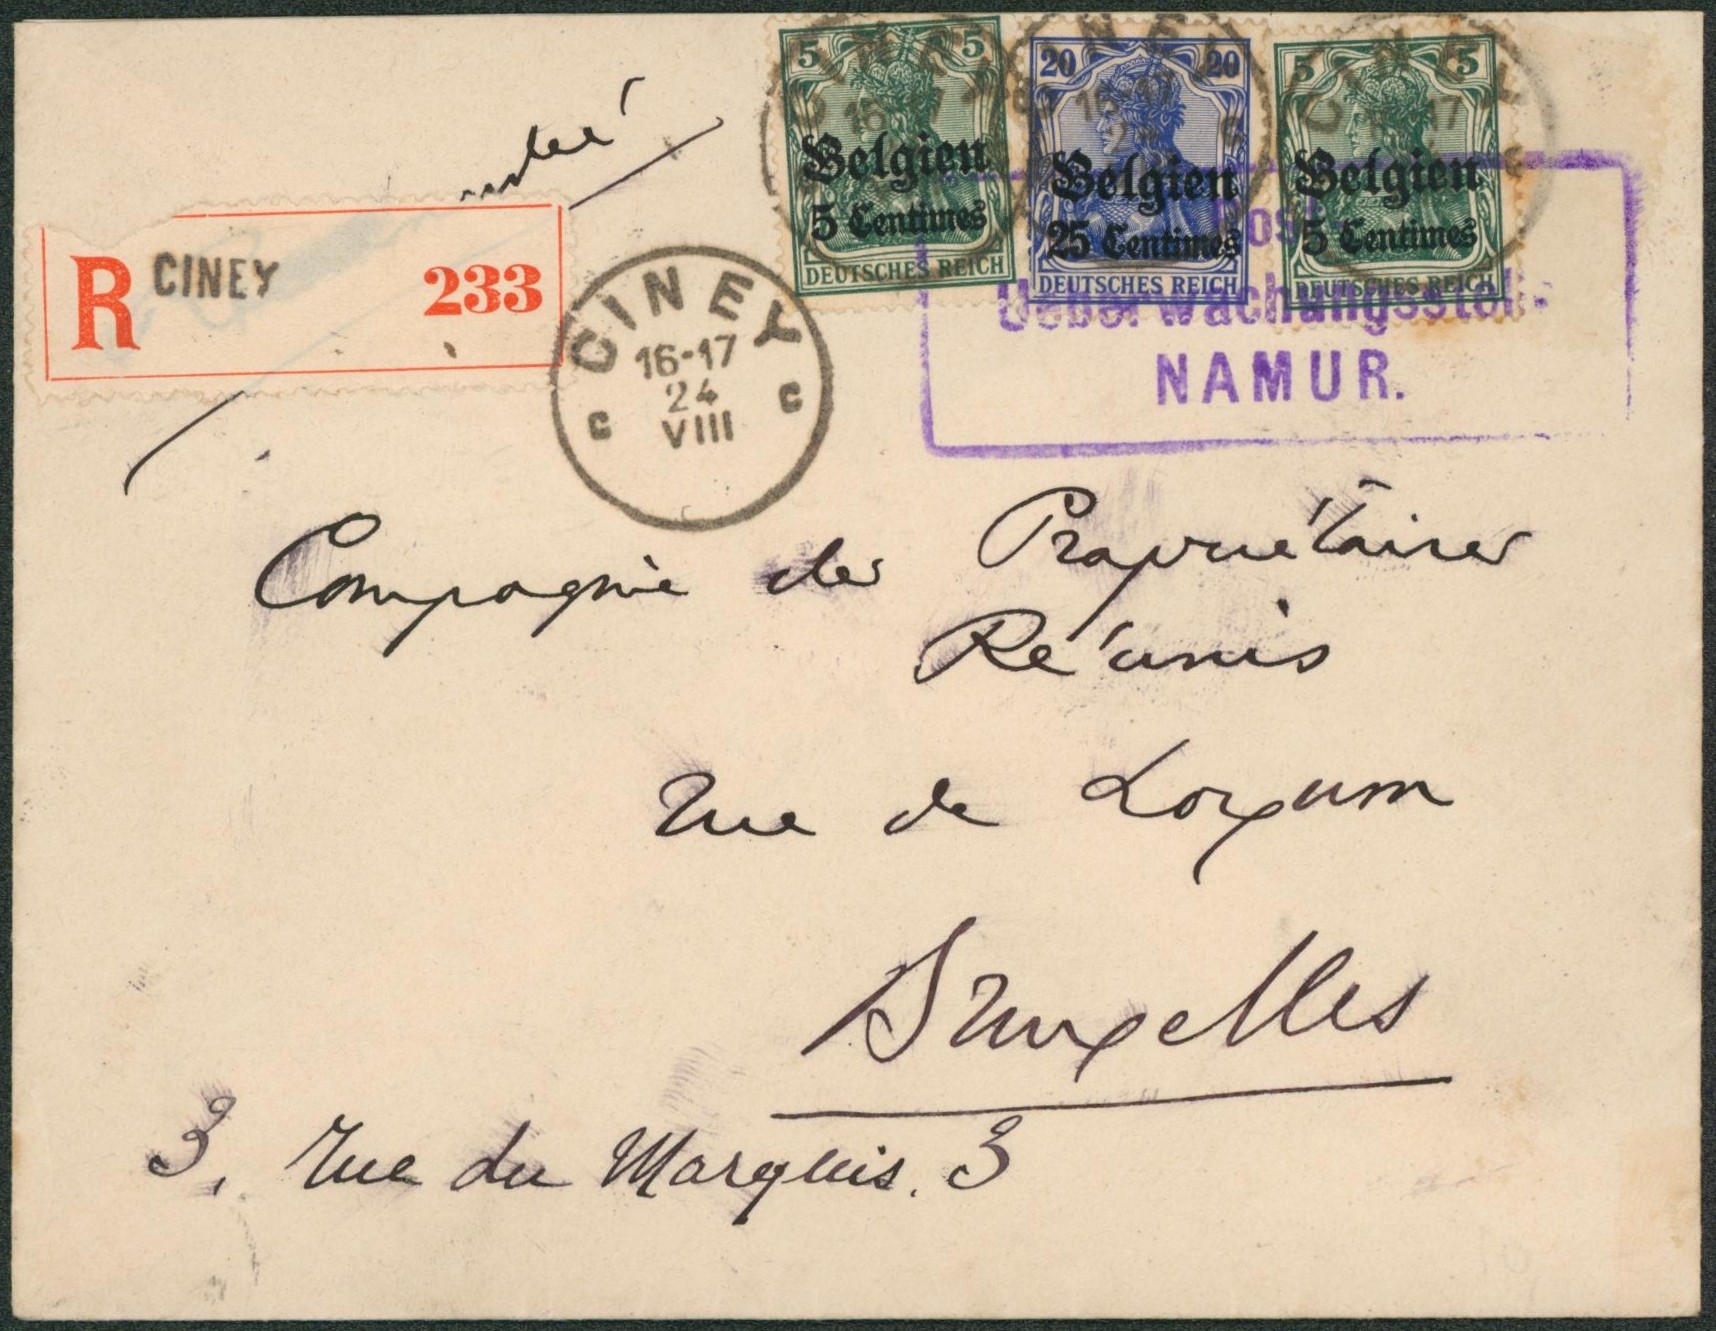 5 5
Belgien
5 Centimes
DEUTSCHES REICH
20 20
Belgien
25 Centimes
DEUTSCHES REICH
5 5
Belgien
5 Centimes
DEUTSCHES REICH
R CINEY 233
CINEY
16-17
24
VIII
C C
Ueberwachungsstelle
NAMUR.
Compagnie des Propriétaires
Réunis
Rue de Loxum
Bruxelles
3, Rue du Marquis. 3